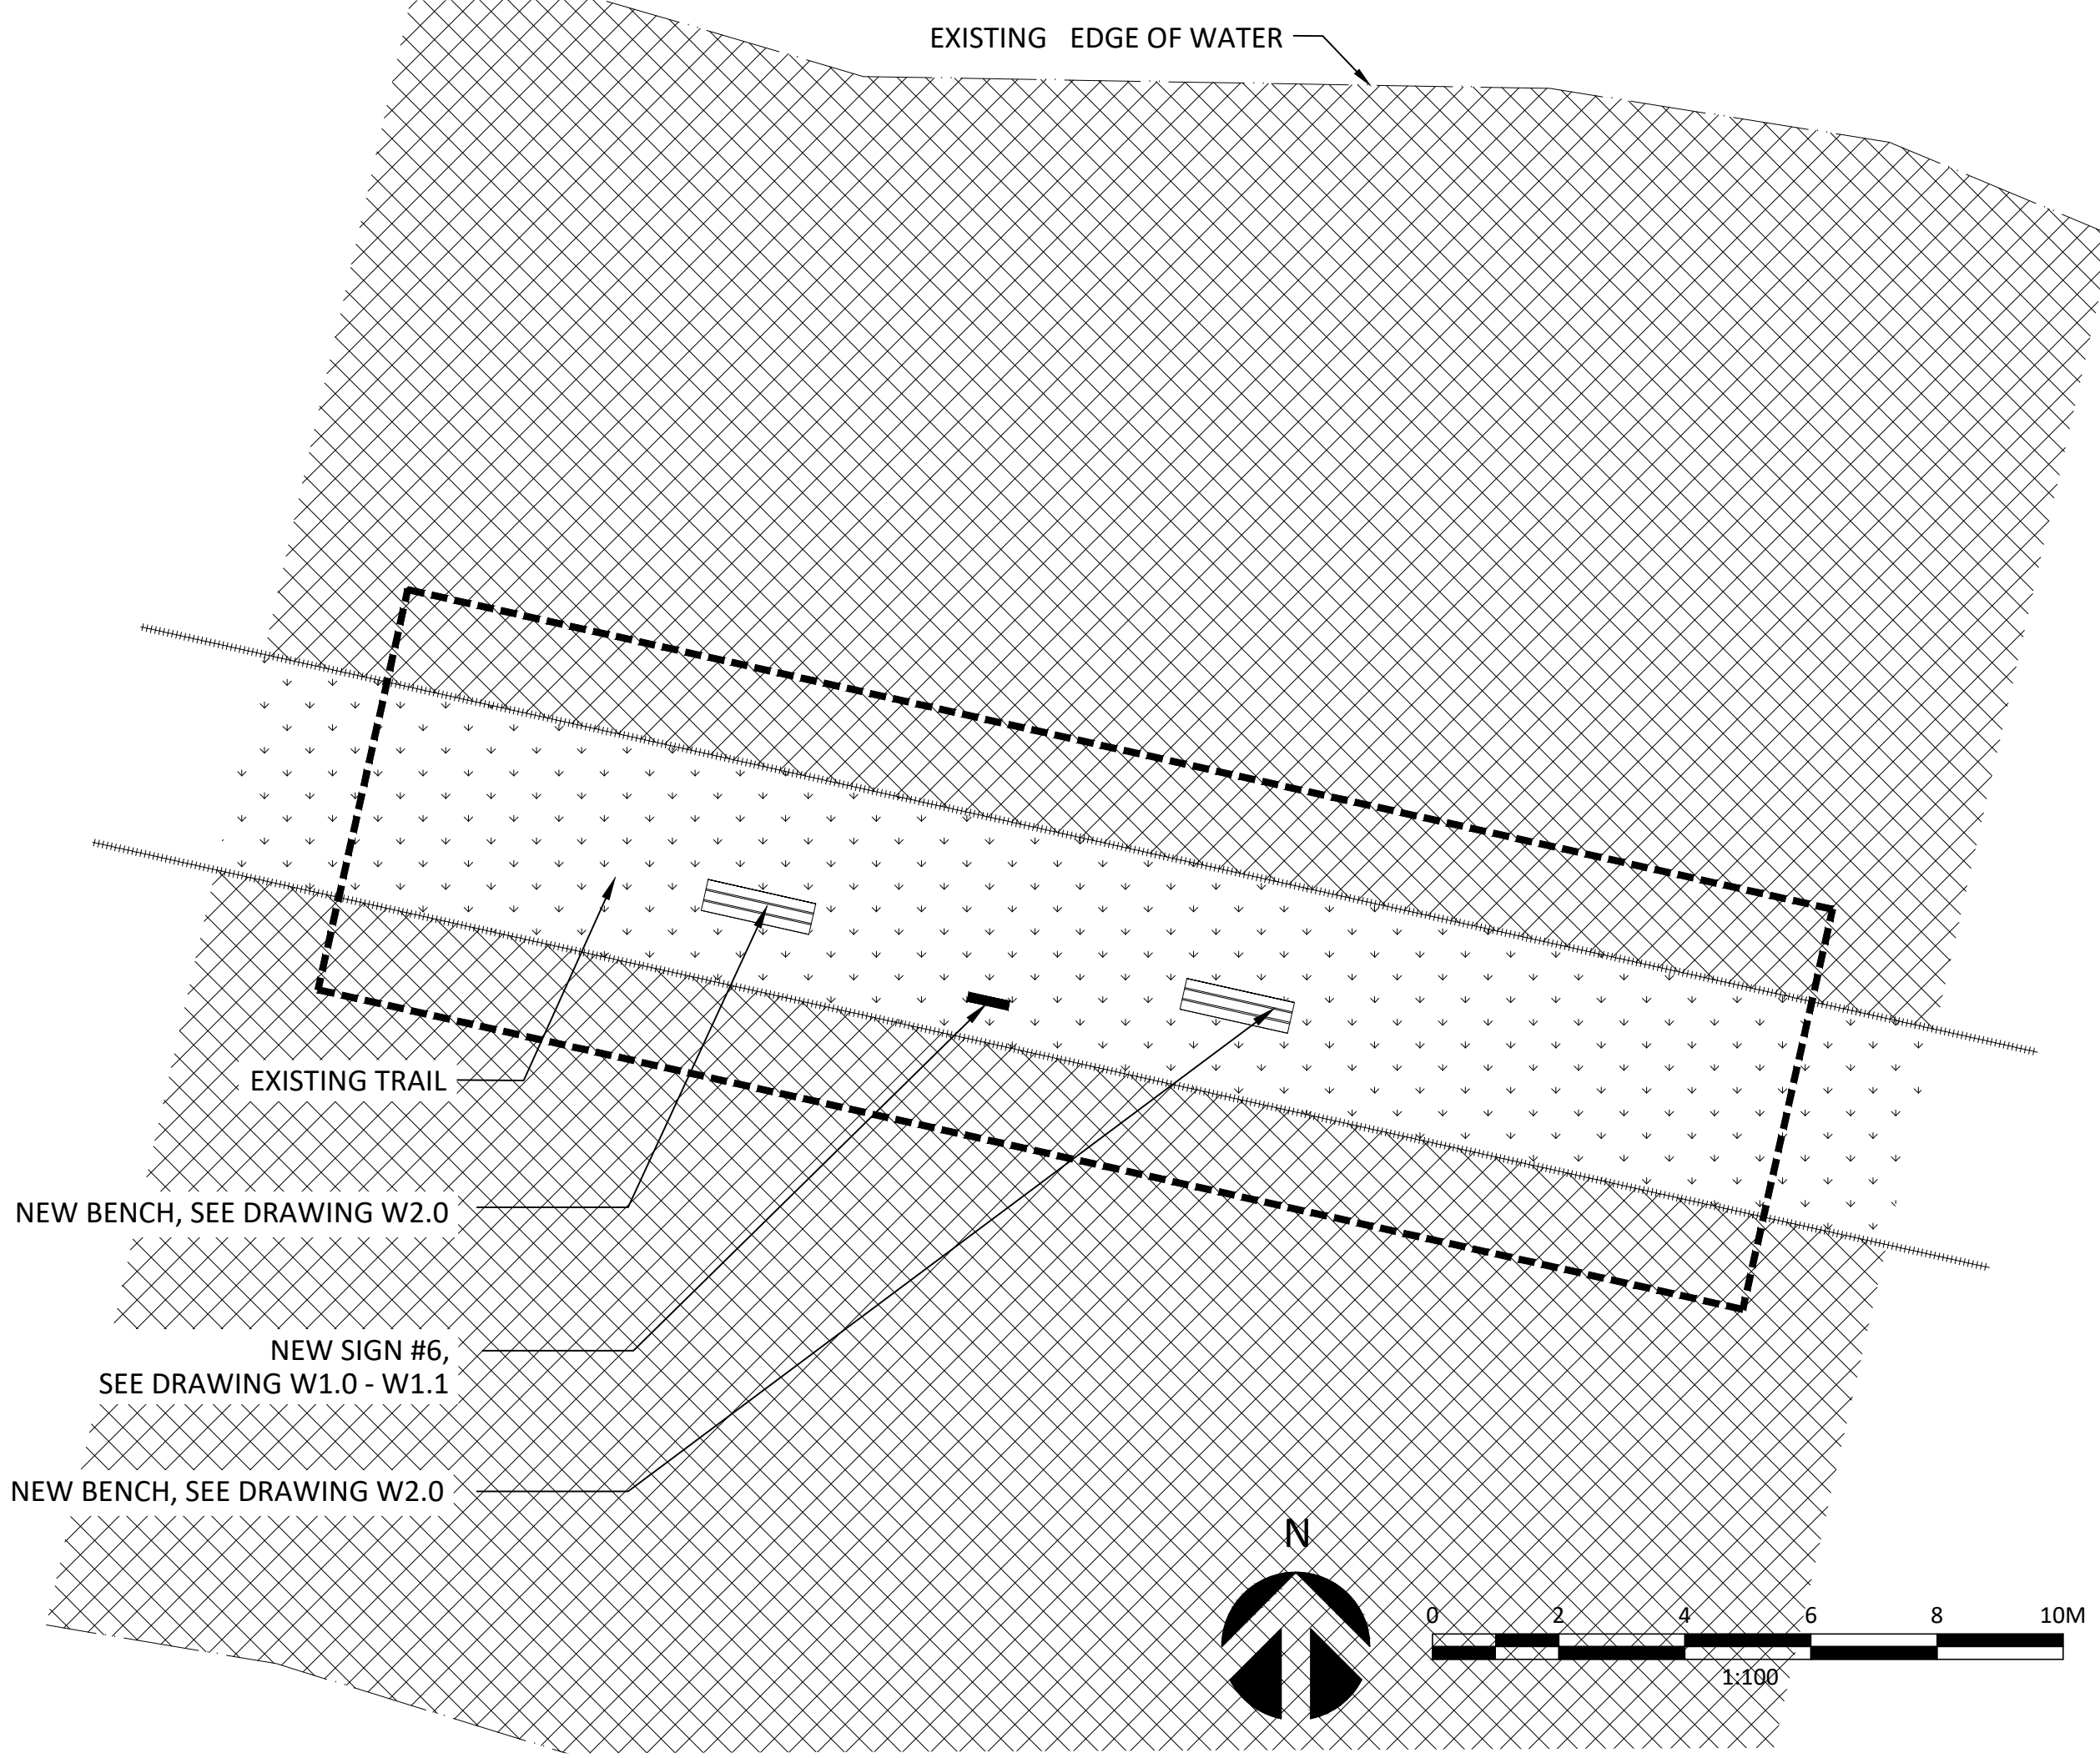 EXISTING EDGE OF WATER
EXISTING TRAIL
NEW BENCH, SEE DRAWING W2.0
NEW SIGN #6,
SEE DRAWING W1.0 - W1.1
NEW BENCH, SEE DRAWING W2.0
N
0 2 4 6 8 10M
1:100